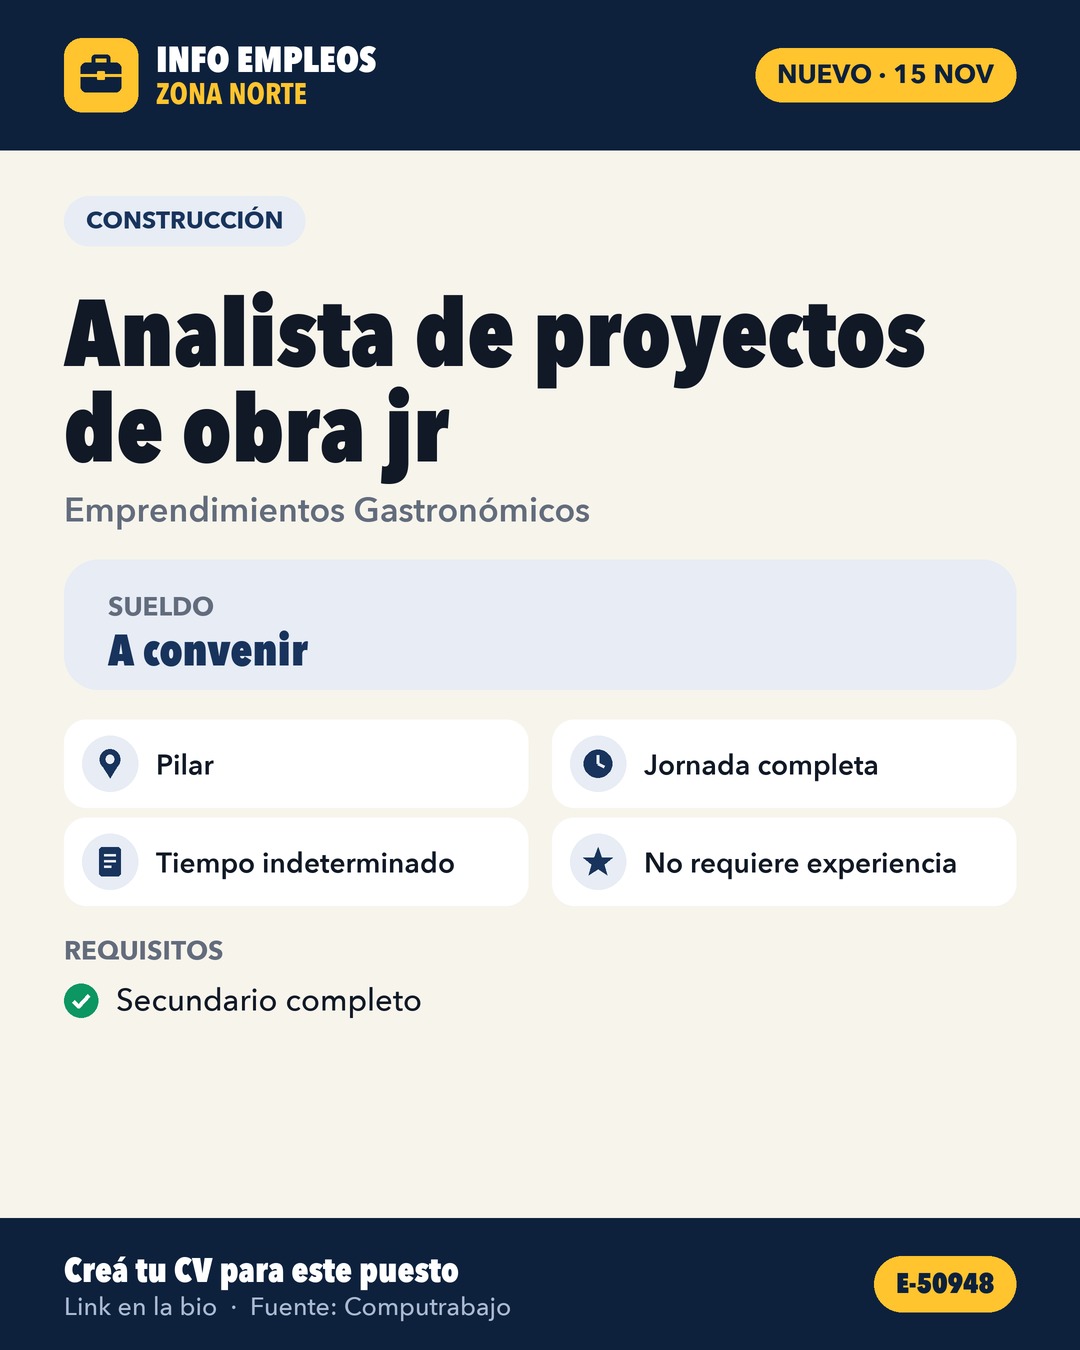 INFO EMPLEOS
ZONA NORTE
NUEVO · 15 NOV
CONSTRUCCIÓN
Analista de proyectos
de obra jr
Emprendimientos Gastronómicos
SUELDO
A convenir
Pilar
Jornada completa
Tiempo indeterminado
No requiere experiencia
REQUISITOS
Secundario completo
Creá tu CV para este puesto
Link en la bio · Fuente: Computrabajo
E-50948